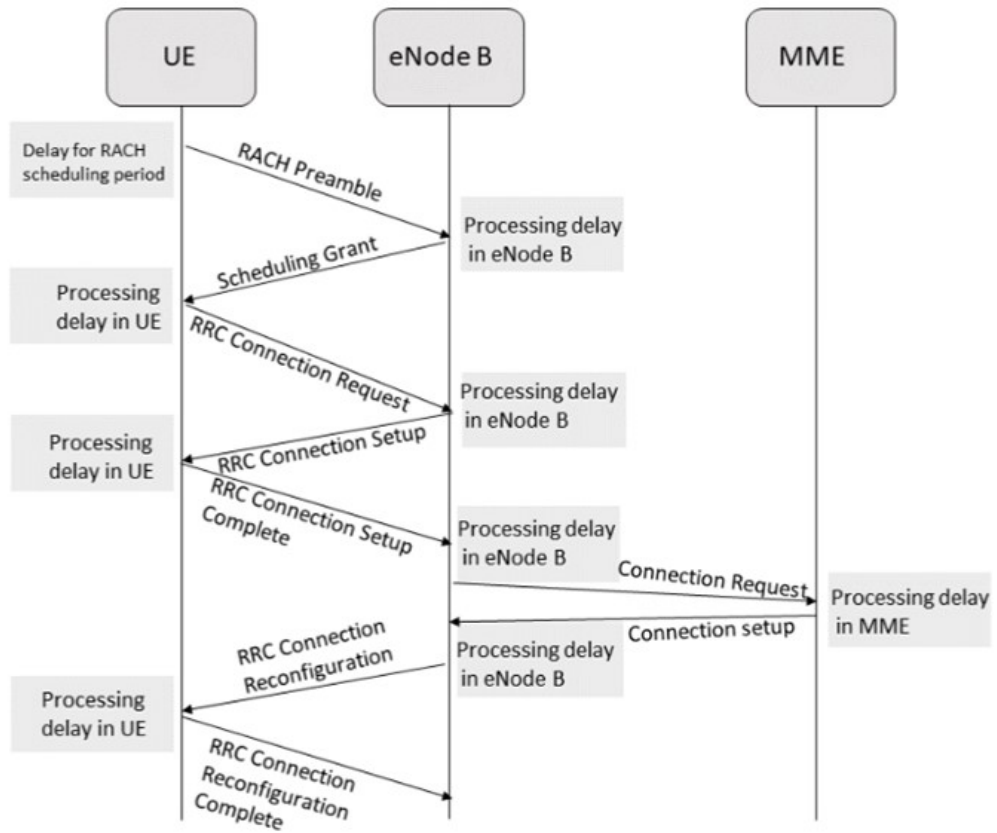 UE
eNode B
MME
Delay for RACH
scheduling period
RACH Preamble
Processing delay
in eNode B
Scheduling Grant
Processing
delay in UE
RRC Connection Request
Processing delay
in eNode B
RRC Connection Setup
Processing
delay in UE
RRC Connection Setup
Complete
Processing delay
in eNode B
Connection Request
Processing delay
in MME
Connection setup
Processing delay
in eNode B
RRC Connection
Reconfiguration
Processing
delay in UE
RRC Connection
Reconfiguration
Complete